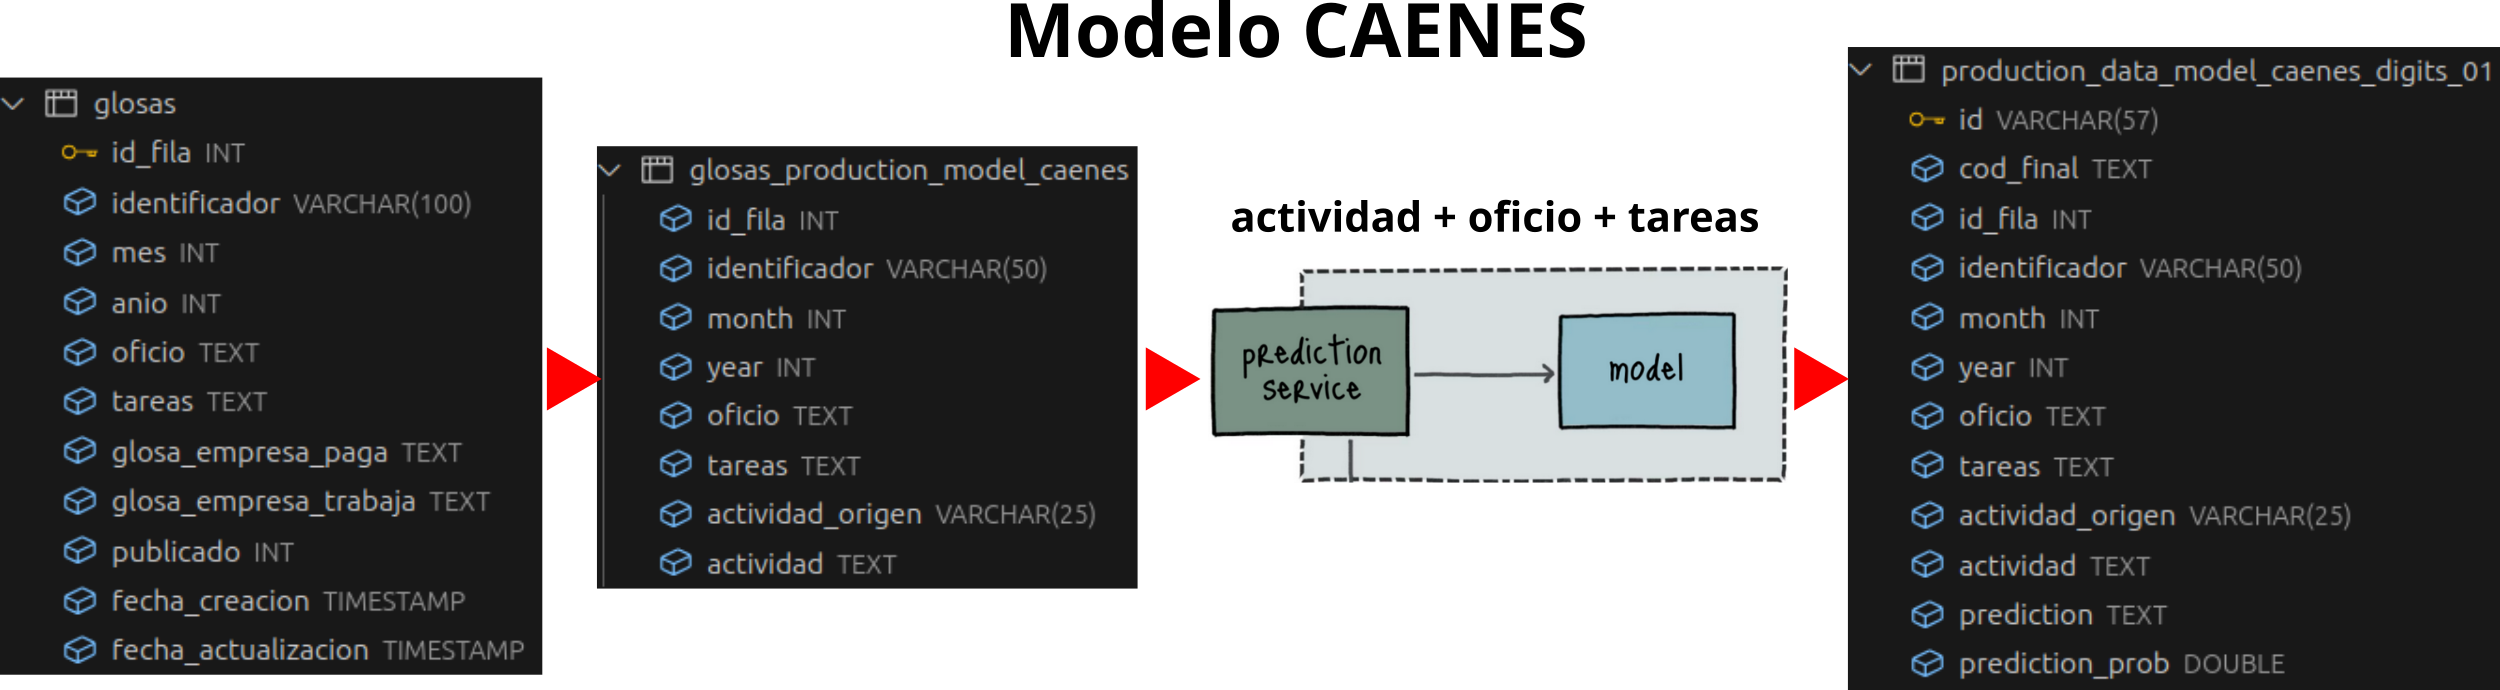 Modelo CAENES
glosas
id_fila INT
identificador VARCHAR(100)
mes INT
anio INT
oficio TEXT
tareas TEXT
glosa_empresa_paga TEXT
glosa_empresa_trabaja TEXT
publicado INT
fecha_creacion TIMESTAMP
fecha_actualizacion TIMESTAMP
glosas_production_model_caenes
id_fila INT
identificador VARCHAR(50)
month INT
year INT
oficio TEXT
tareas TEXT
actividad_origen VARCHAR(25)
actividad TEXT
actividad + oficio + tareas
prediction
service
model
production_data_model_caenes_digits_01
id VARCHAR(57)
cod_final TEXT
id_fila INT
identificador VARCHAR(50)
month INT
year INT
oficio TEXT
tareas TEXT
actividad_origen VARCHAR(25)
actividad TEXT
prediction TEXT
prediction_prob DOUBLE